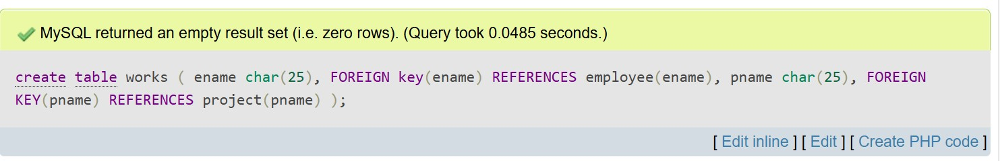 MySQL returned an empty result set (i.e. zero rows). (Query took 0.0485 seconds.)
create table works ( ename char(25), FOREIGN key(ename) REFERENCES employee(ename), pname char(25), FOREIGN
KEY(pname) REFERENCES project(pname) );
[ Edit inline ] [ Edit ] [ Create PHP code ]